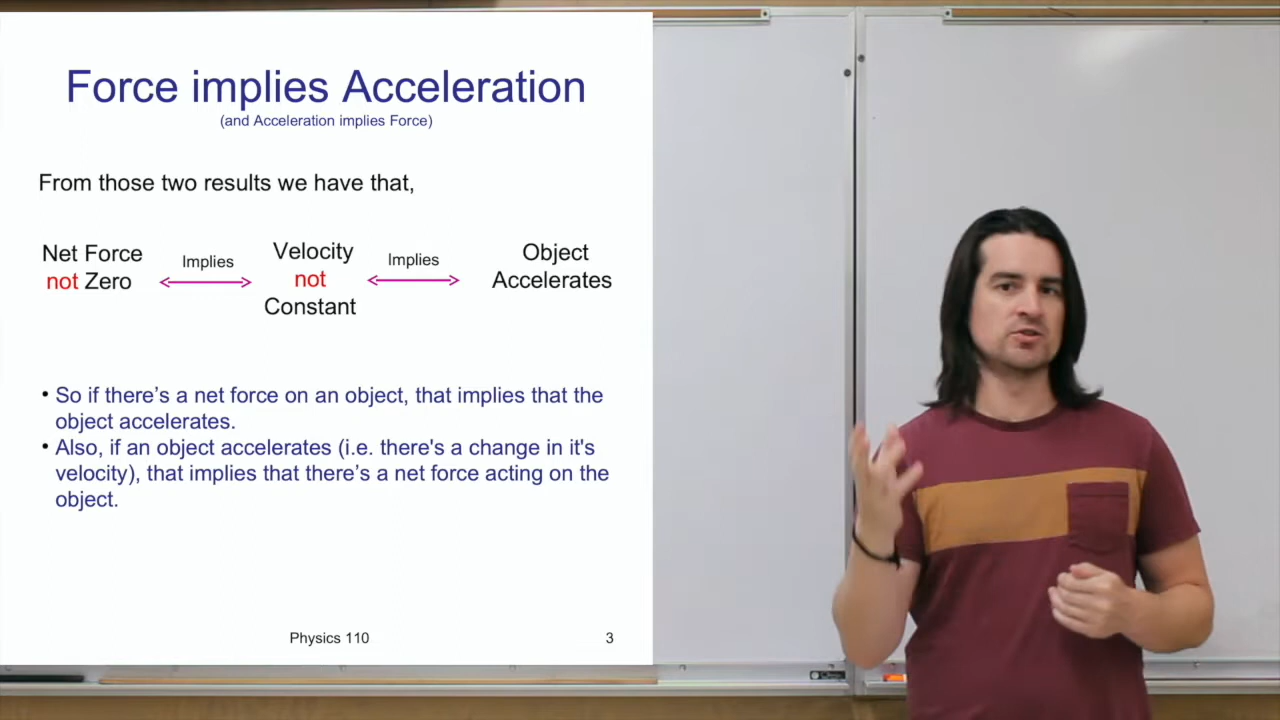 Force implies Acceleration
(and Acceleration implies Force)
From those two results we have that,
Net Force
not Zero
Implies
Velocity
not
Constant
Implies
Object
Accelerates
• So if there’s a net force on an object, that implies that the
object accelerates.
• Also, if an object accelerates (i.e. there's a change in it's
velocity), that implies that there’s a net force acting on the
object.
Physics 110
3